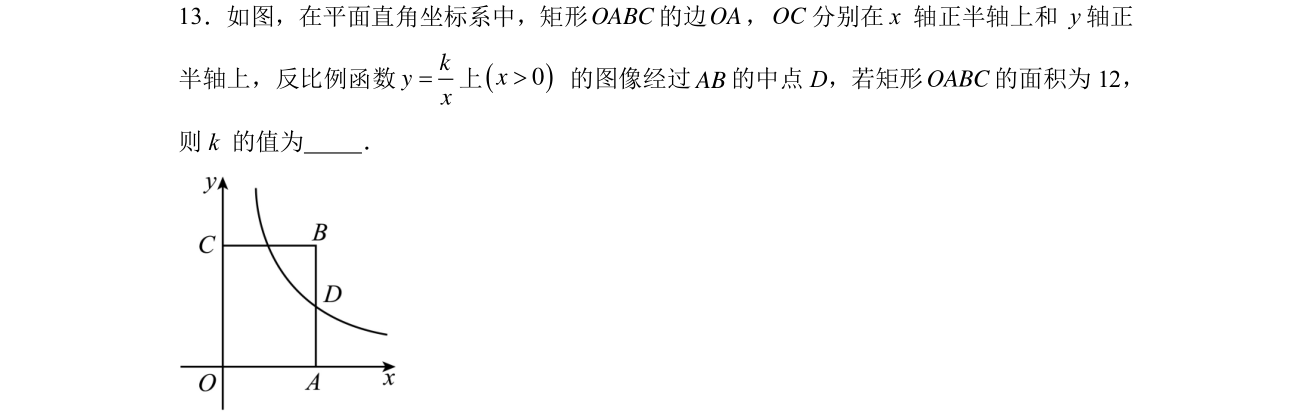 13．如图，在平面直角坐标系中，矩形OABC的边OA，OC分别在x 轴正半轴上和 y轴正
半轴上，反比例函数y=k/x上(x>0) 的图像经过AB的中点D，若矩形OABC的面积为12，
则k 的值为_____．
y
C
B
D
O
A
x